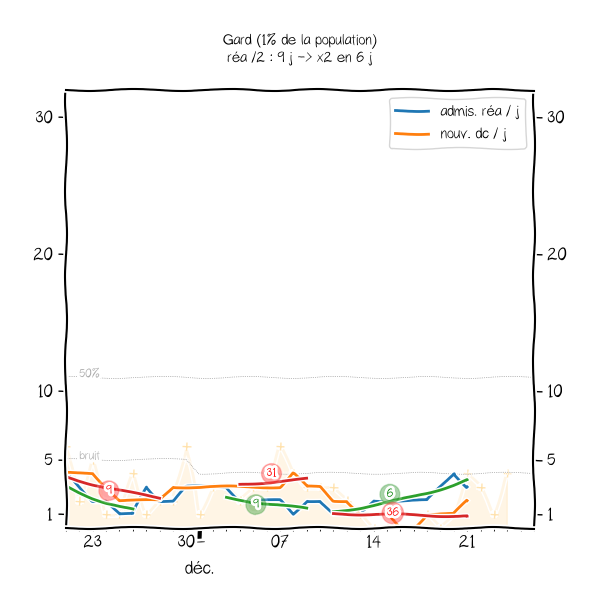 Gard (1% de la population)
réa /2 : 9 j -> x2 en 6 j
admis. réa / j
nouv. dc / j
30 30
20 20
50%
10 10
bruit
5 5
31
9 6
9
36
1 1
23 30 07 14 21
déc.